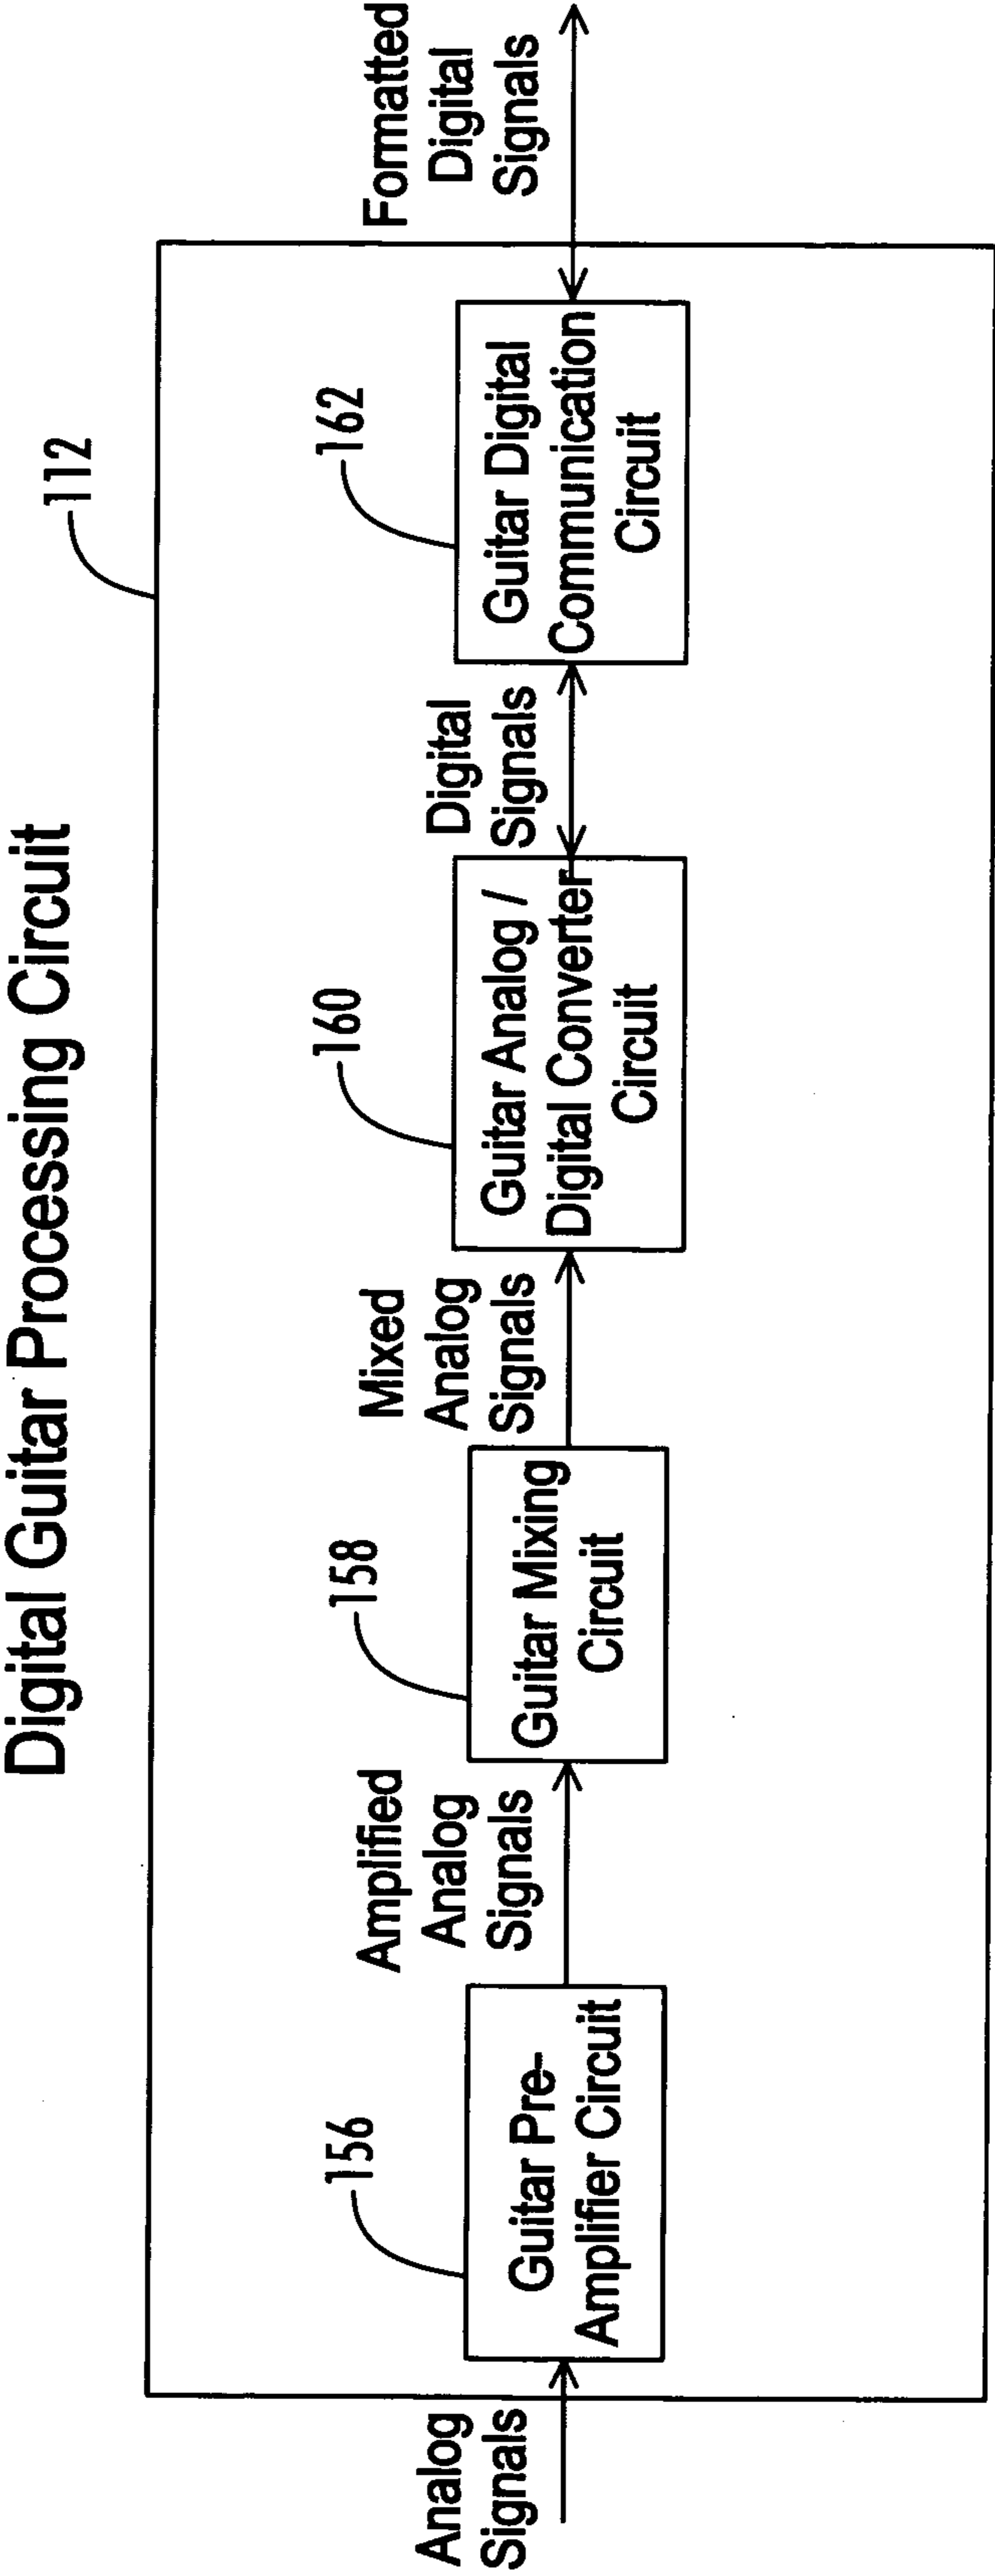 Digital Guitar Processing Circuit
112
Analog
Signals
156
Guitar Pre-
Amplifier Circuit
Amplified
Analog
Signals
158
Guitar Mixing
Circuit
Mixed
Analog
Signals
160
Guitar Analog /
Digital Converter
Circuit
Digital
Signals
162
Guitar Digital
Communication
Circuit
Formatted
Digital
Signals